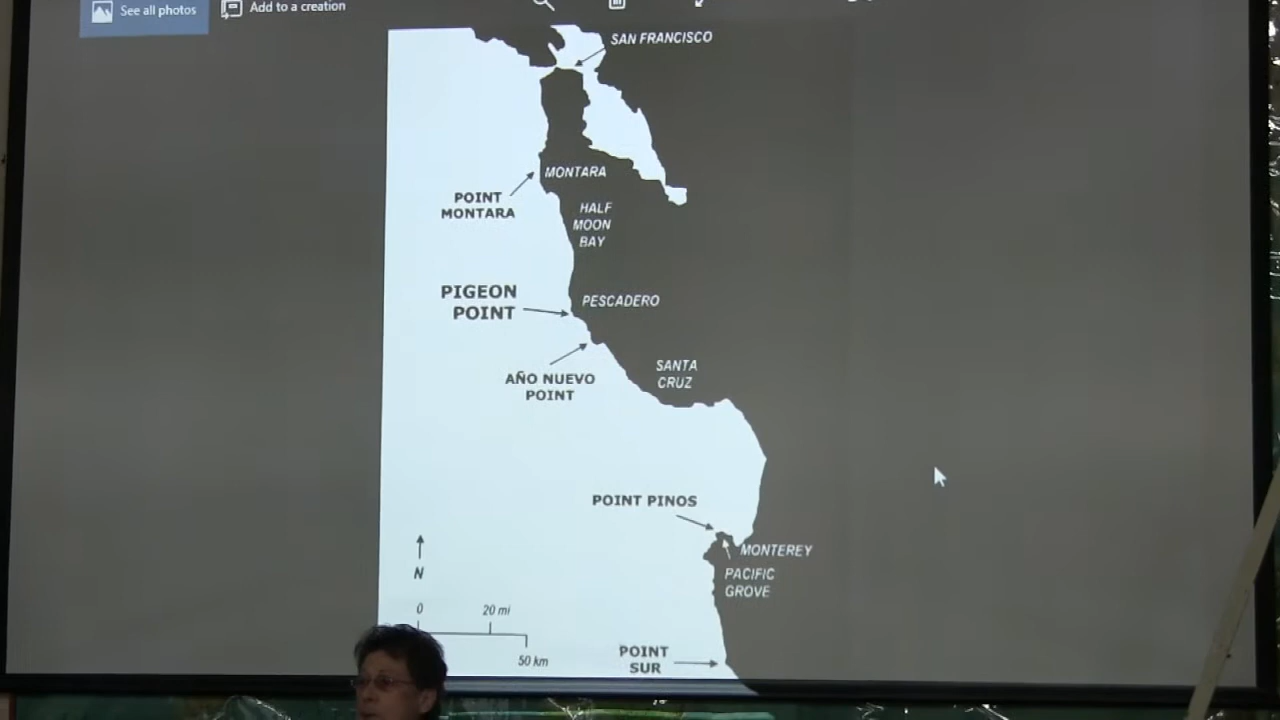 See all photos
Add to a creation
SAN FRANCISCO
MONTARA
POINT
MONTARA
HALF
MOON
BAY
PIGEON
POINT
PESCADERO
AÑO NUEVO
POINT
SANTA
CRUZ
POINT PINOS
MONTEREY
PACIFIC
GROVE
N
0
20 mi
50 km
POINT
SUR